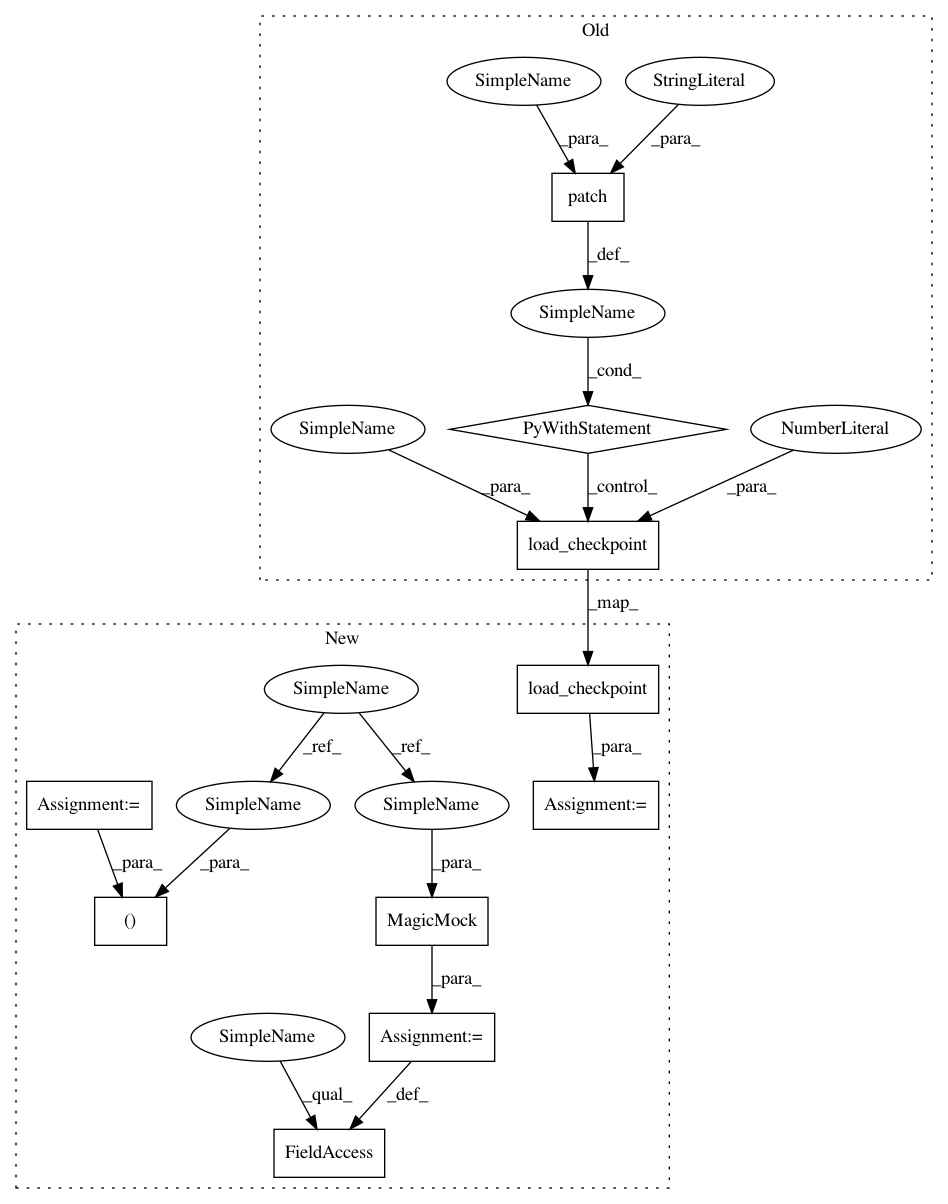 Old
SimpleName
StringLiteral
_para_
_para_
patch
_def_
SimpleName
_cond_
SimpleName
PyWithStatement
NumberLiteral
_para_
_control_
_para_
load_checkpoint
_map_
New
SimpleName
load_checkpoint
_ref_
_ref_
_para_
Assignment:=
SimpleName
SimpleName
Assignment:=
_para_
_para_
_para_
()
MagicMock
_para_
SimpleName
Assignment:=
_qual_
_def_
FieldAccess